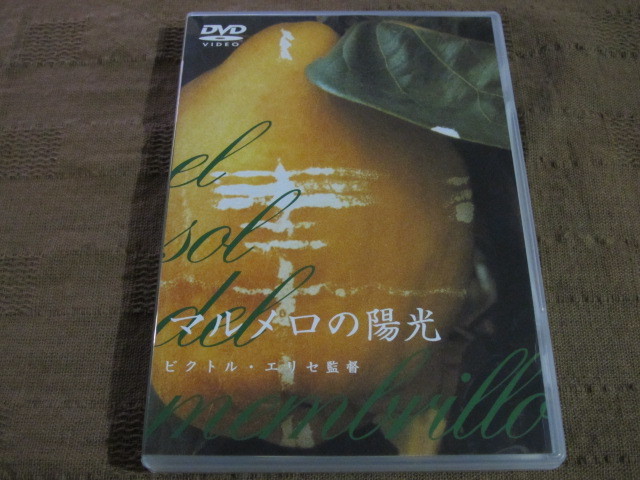 DVD
VIDEO
el
sol
del
マルメロの陽光
ビクトル・エリセ監督
membrillo